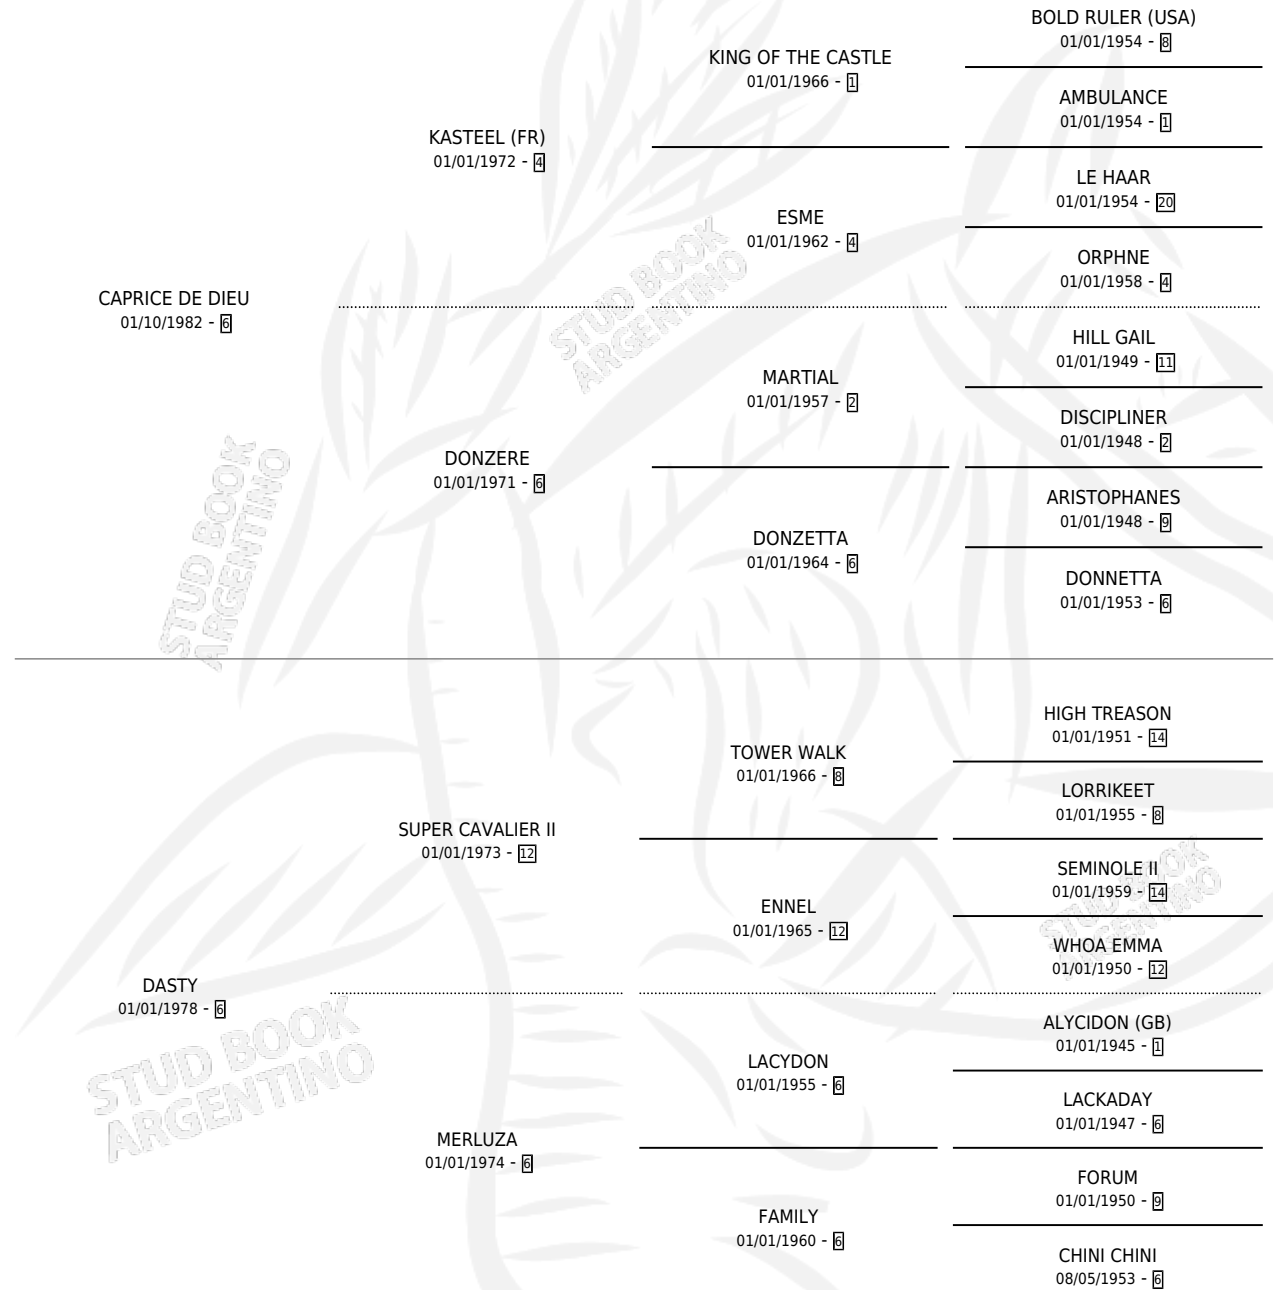 BOLD RULER (USA)
01/01/1954 - 8
KING OF THE CASTLE
01/01/1966 - 1
AMBULANCE
01/01/1954 - 1
KASTEEL (FR)
01/01/1972 - 4
LE HAAR
01/01/1954 - 20
ESME
01/01/1962 - 4
ORPHNE
01/01/1958 - 4
CAPRICE DE DIEU
01/10/1982 - 6
HILL GAIL
01/01/1949 - 11
MARTIAL
01/01/1957 - 2
DISCIPLINER
01/01/1948 - 2
DONZERE
01/01/1971 - 6
ARISTOPHANES
01/01/1948 - 9
DONZETTA
01/01/1964 - 6
DONNETTA
01/01/1953 - 6
STUD BOOK
ARGENTINO
STUD BOOK
ARGENTINO
HIGH TREASON
01/01/1951 - 14
TOWER WALK
01/01/1966 - 8
LORRIKEET
01/01/1955 - 8
SUPER CAVALIER II
01/01/1973 - 12
SEMINOLE II
01/01/1959 - 14
ENNEL
01/01/1965 - 12
WHOA EMMA
01/01/1950 - 12
STUD BOOK
ARGENTINO
DASTY
01/01/1978 - 6
ALYCIDON (GB)
01/01/1945 - 1
LACYDON
01/01/1955 - 6
LACKADAY
01/01/1947 - 6
STUD BOOK
ARGENTINO
MERLUZA
01/01/1974 - 6
FORUM
01/01/1950 - 9
FAMILY
01/01/1960 - 6
CHINI CHINI
08/05/1953 - 6